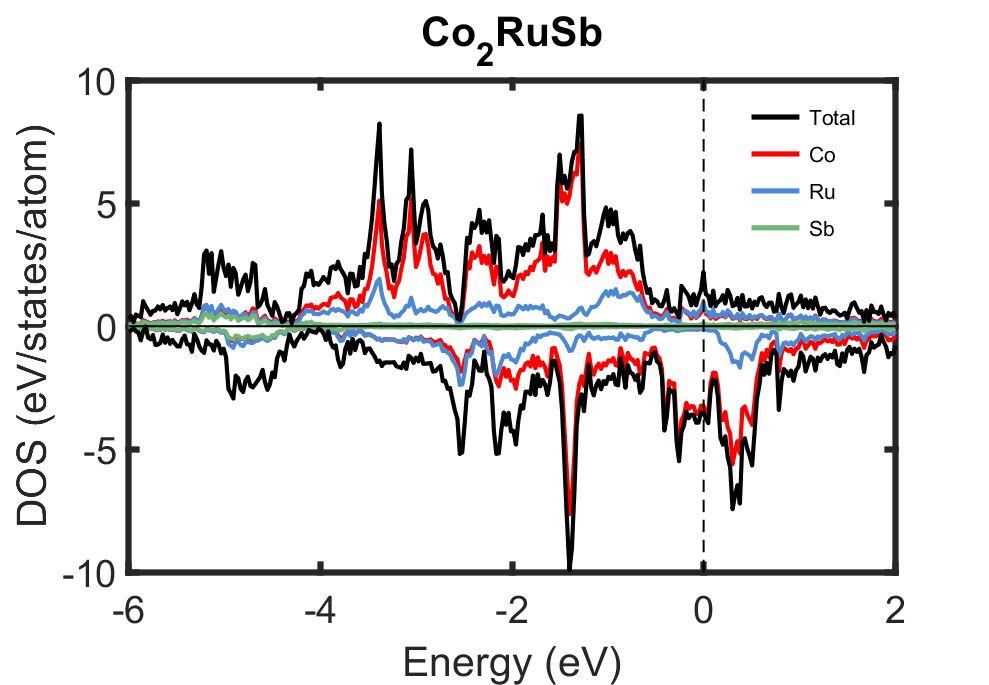 Co₂RuSb
DOS (eV/states/atom)
10
5
0
0
-5
-10
Total
Co
Ru
Sb
-6
-4
-2
0
2
Energy (eV)